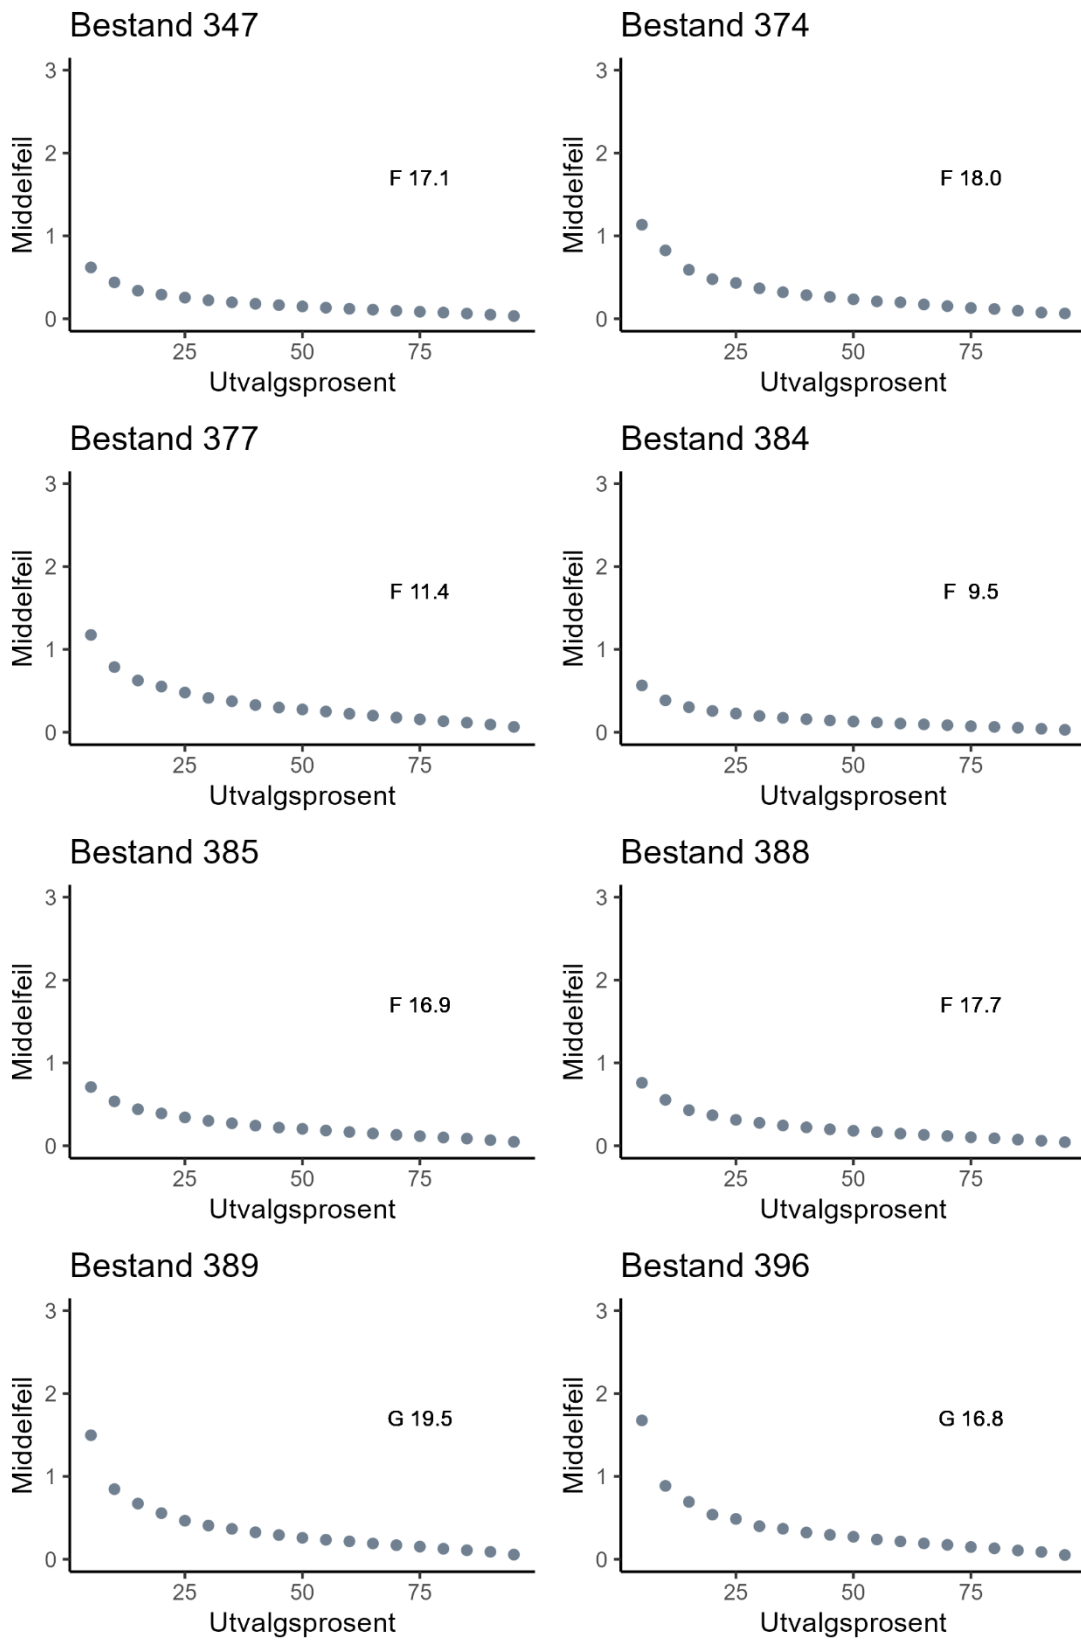 Bestand 347
3
2
1
0
Middelfeil
F 17.1
25 50 75
Utvalgsprosent
Bestand 374
3
2
1
0
Middelfeil
F 18.0
25 50 75
Utvalgsprosent
Bestand 377
3
2
1
0
Middelfeil
F 11.4
25 50 75
Utvalgsprosent
Bestand 384
3
2
1
0
Middelfeil
F 9.5
25 50 75
Utvalgsprosent
Bestand 385
3
2
1
0
Middelfeil
F 16.9
25 50 75
Utvalgsprosent
Bestand 388
3
2
1
0
Middelfeil
F 17.7
25 50 75
Utvalgsprosent
Bestand 389
3
2
1
0
Middelfeil
G 19.5
25 50 75
Utvalgsprosent
Bestand 396
3
2
1
0
Middelfeil
G 16.8
25 50 75
Utvalgsprosent